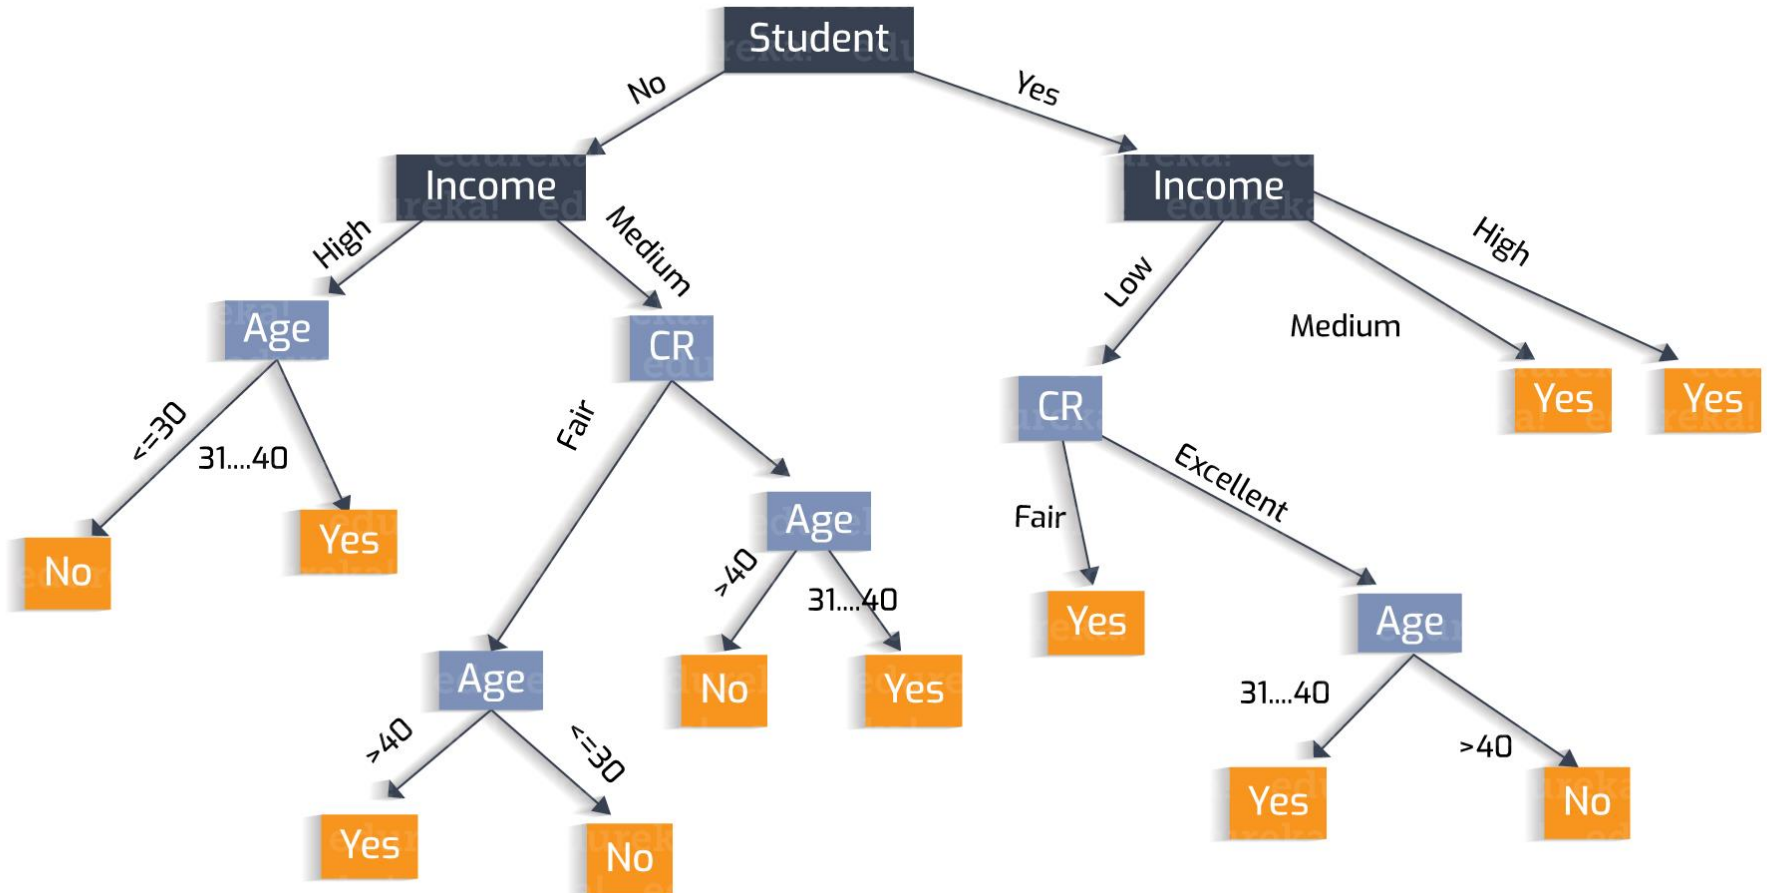 Student
No
Yes
Income
Income
High
Medium
Low
Medium
High
Age
CR
CR
Yes
Yes
<=30
31....40
Fair
Fair
Excellent
No
Yes
Age
>40
31....40
Yes
Age
Age
No
Yes
31....40
>40
>40
<=30
Yes
No
Yes
No
edureka!